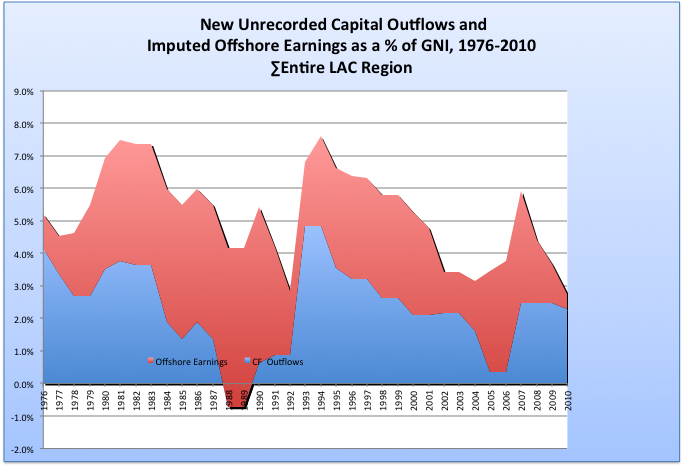 New Unrecorded Capital Outflows and
Imputed Offshore Earnings as a % of GNI, 1976-2010
∑Entire LAC Region
9.0%
8.0%
7.0%
6.0%
5.0%
4.0%
3.0%
2.0%
1.0%
Offshore Earnings CF Outflows
0.0%
-1.0%
-2.0%
1976 1977 1978 1979 1980 1981 1982 1983 1984 1985 1986 1987 1988 1989 1990 1991 1992 1993 1994 1995 1996 1997 1998 1999 2000 2001 2002 2003 2004 2005 2006 2007 2008 2009 2010